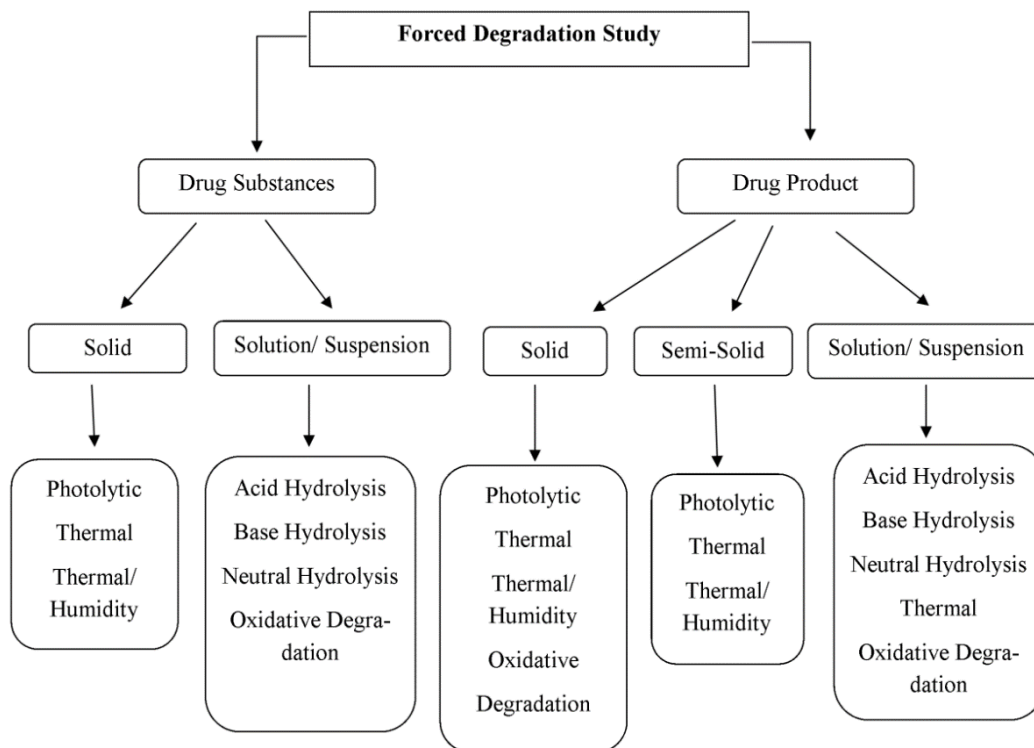 Forced Degradation Study
Drug Substances
Drug Product
Solid
Solution/ Suspension
Solid
Semi-Solid
Solution/ Suspension
Photolytic
Thermal
Thermal/
Humidity
Acid Hydrolysis
Base Hydrolysis
Neutral Hydrolysis
Oxidative Degra-
dation
Photolytic
Thermal
Thermal/
Humidity
Oxidative
Degradation
Photolytic
Thermal
Thermal/
Humidity
Acid Hydrolysis
Base Hydrolysis
Neutral Hydrolysis
Thermal
Oxidative Degra-
dation